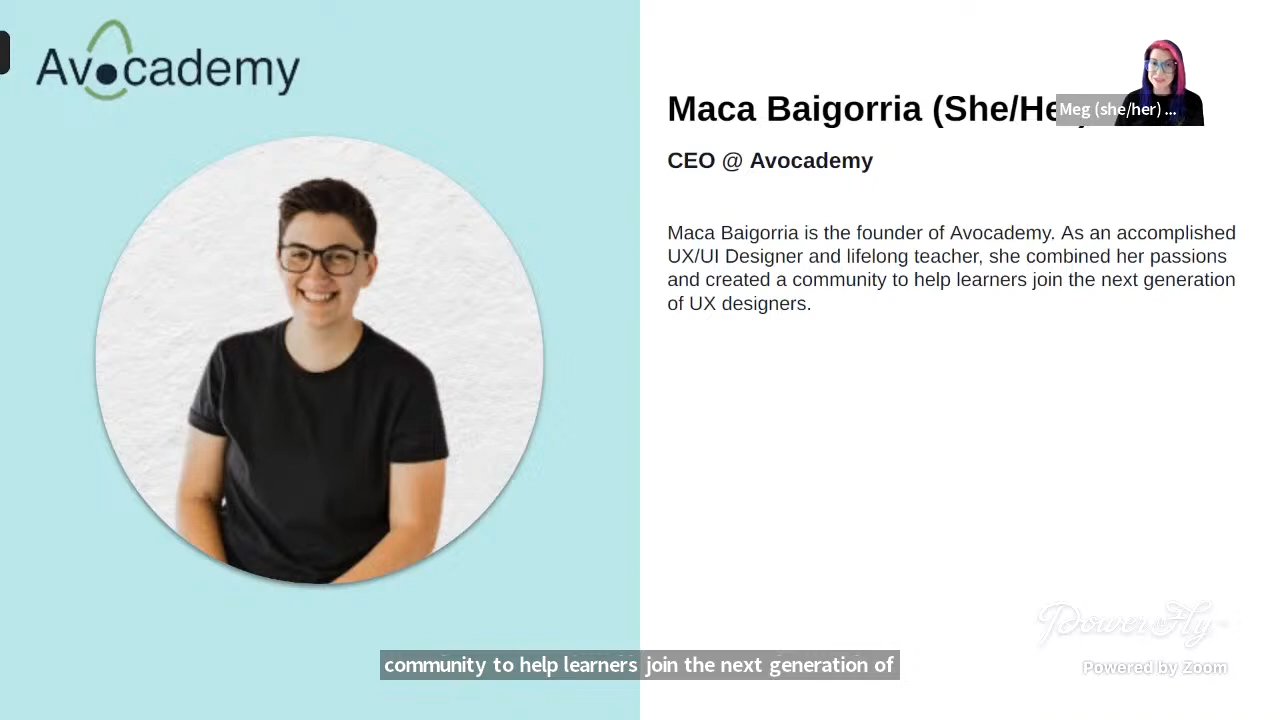 Avocademy
Maca Baigorria (She/He
Meg (she/her) ...
CEO @ Avocademy
Maca Baigorria is the founder of Avocademy. As an accomplished
UX/UI Designer and lifelong teacher, she combined her passions
and created a community to help learners join the next generation
of UX designers.
PowerToFly
Powered by Zoom
community to help learners join the next generation of